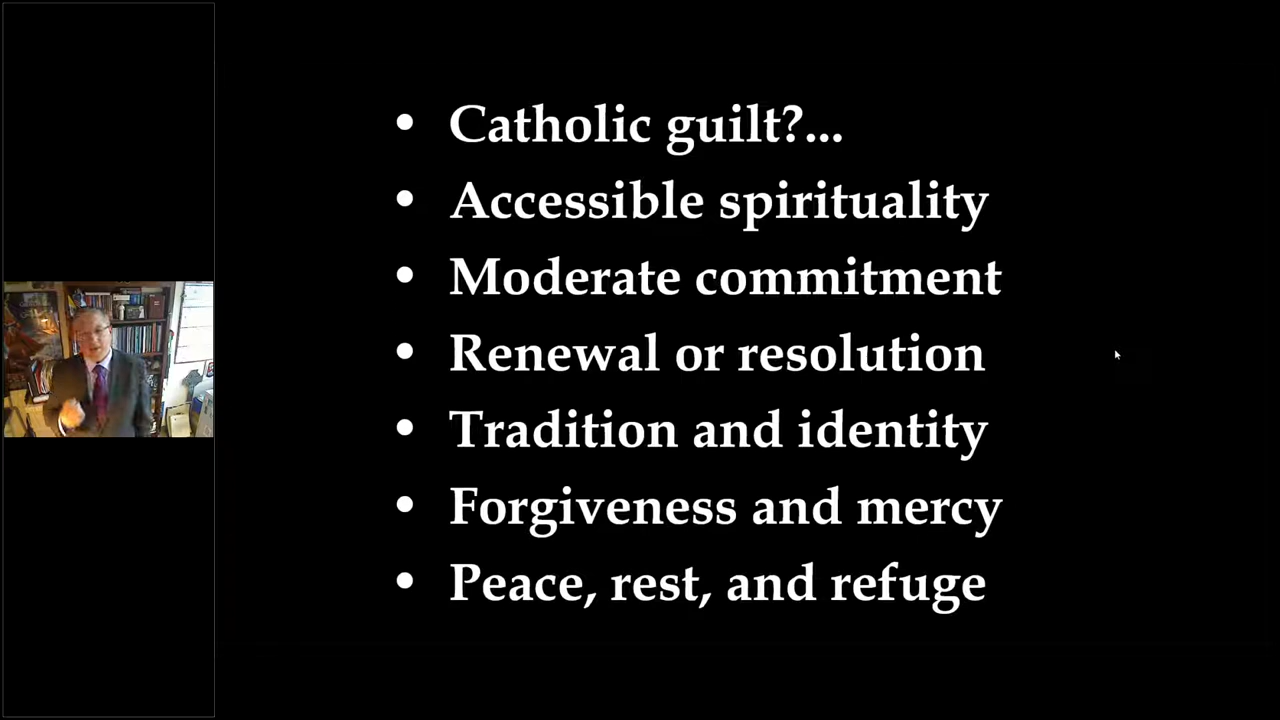 • Catholic guilt?...
• Accessible spirituality
• Moderate commitment
• Renewal or resolution
• Tradition and identity
• Forgiveness and mercy
• Peace, rest, and refuge